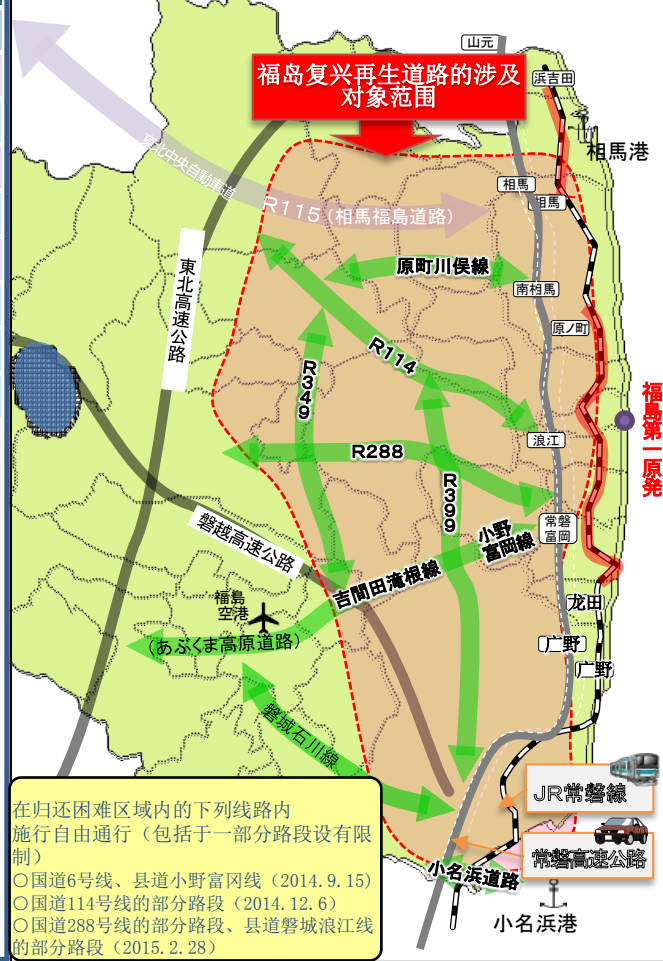 山元
福岛复兴再生道路的涉及
对象范围
浜吉田
相馬港
東北中央自動車道
相馬
相馬
R115（相馬福島道路）
東北高速公路
原町川俣線
南相馬
原ノ町
R114
R349
福島第一原発
浪江
R288
R399
常磐
富岡
小野
富岡線
磐越高速公路
吉間田滝根線
福島
空港
龙田
（あぶくま高原道路）
广野
广野
磐城石川線
JR常磐線
常磐高速公路
小名浜道路
小名浜港
在归还困难区域内的下列线路内
施行自由通行（包括于一部分路段设有限
制）
○国道6号线、县道小野富冈线（2014.9.15）
○国道114号线的部分路段（2014.12.6）
○国道288号线的部分路段、县道磐城浪江线
的部分路段（2015.2.28）